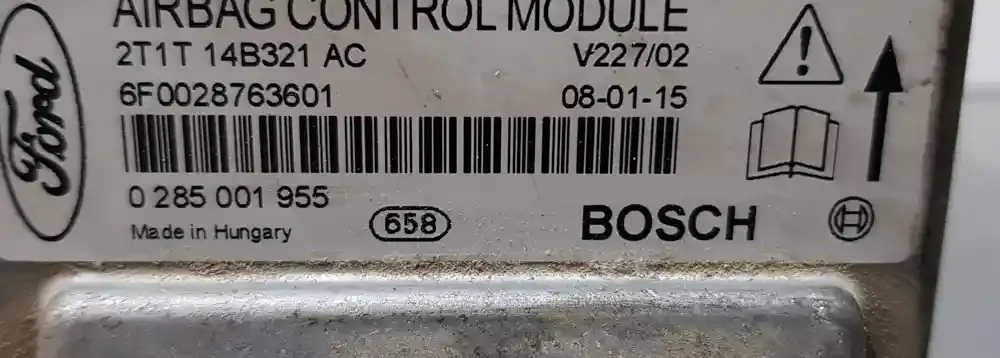 AIRBAG CONTROL MODULE
2T1T 14B321 AC V227/02
6F0028763601 08-01-15
Ford
0 285 001 955
658
BOSCH
Made in Hungary